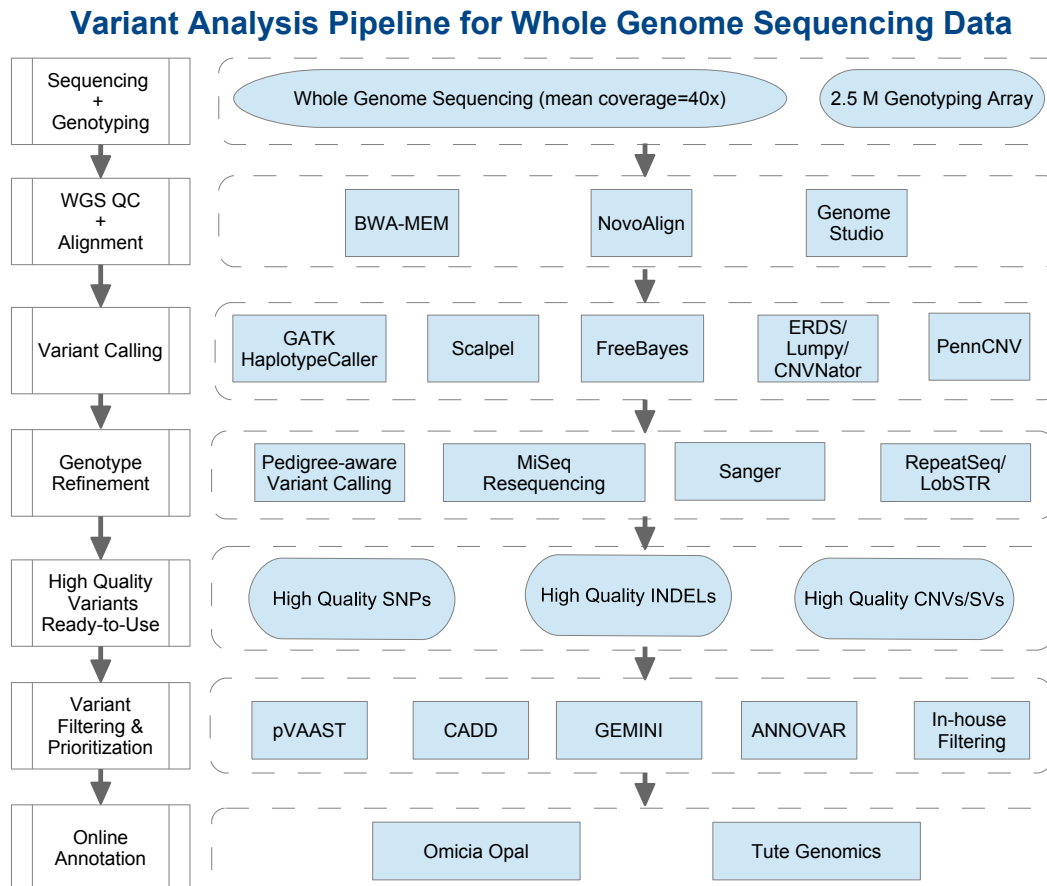 Variant Analysis Pipeline for Whole Genome Sequencing Data
Sequencing
+
Genotyping
Whole Genome Sequencing (mean coverage=40x)
2.5 M Genotyping Array
WGS QC
+
Alignment
BWA-MEM
NovoAlign
Genome
Studio
Variant Calling
GATK
HaplotypeCaller
Scalpel
FreeBayes
ERDS/
Lumpy/
CNVNator
PennCNV
Genotype
Refinement
Pedigree-aware
Variant Calling
MiSeq
Resequencing
Sanger
RepeatSeq/
LobSTR
High Quality
Variants
Ready-to-Use
High Quality SNPs
High Quality INDELs
High Quality CNVs/SVs
Variant
Filtering &
Prioritization
pVAAST
CADD
GEMINI
ANNOVAR
In-house
Filtering
Online
Annotation
Omicia Opal
Tute Genomics